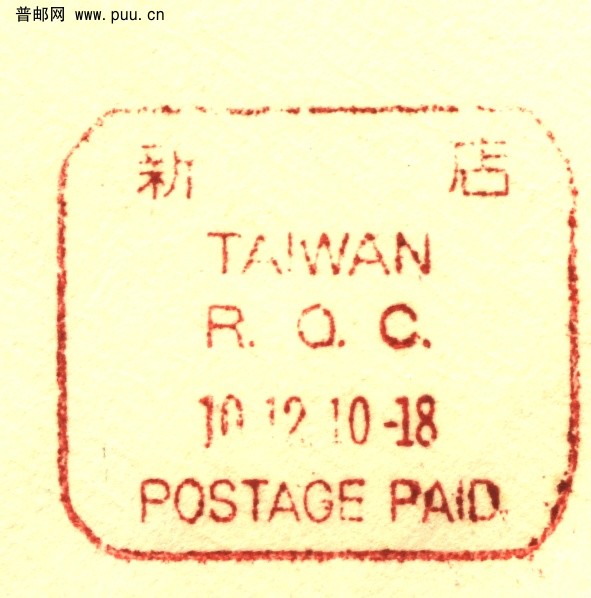 普邮网 www.puu.cn
新 店
TAIWAN
R. O. C.
10.12.10-18
POSTAGE PAID